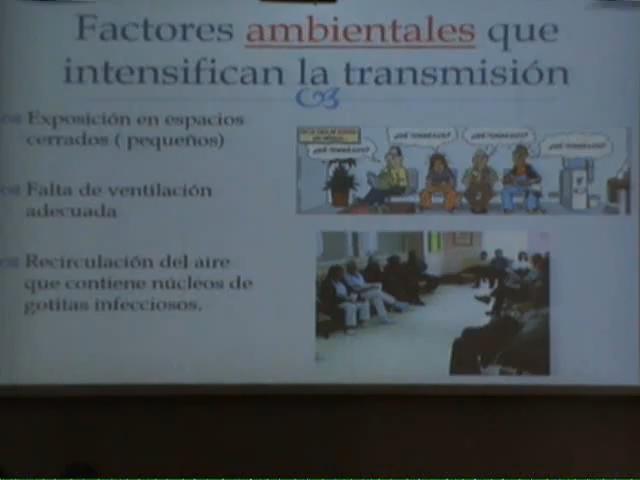 Factores ambientales que
intensifican la transmisión
Exposición en espacios
cerrados ( pequeños)
Falta de ventilación
adecuada
Recirculación del aire
que contiene núcleos de
gotitas infecciosos.